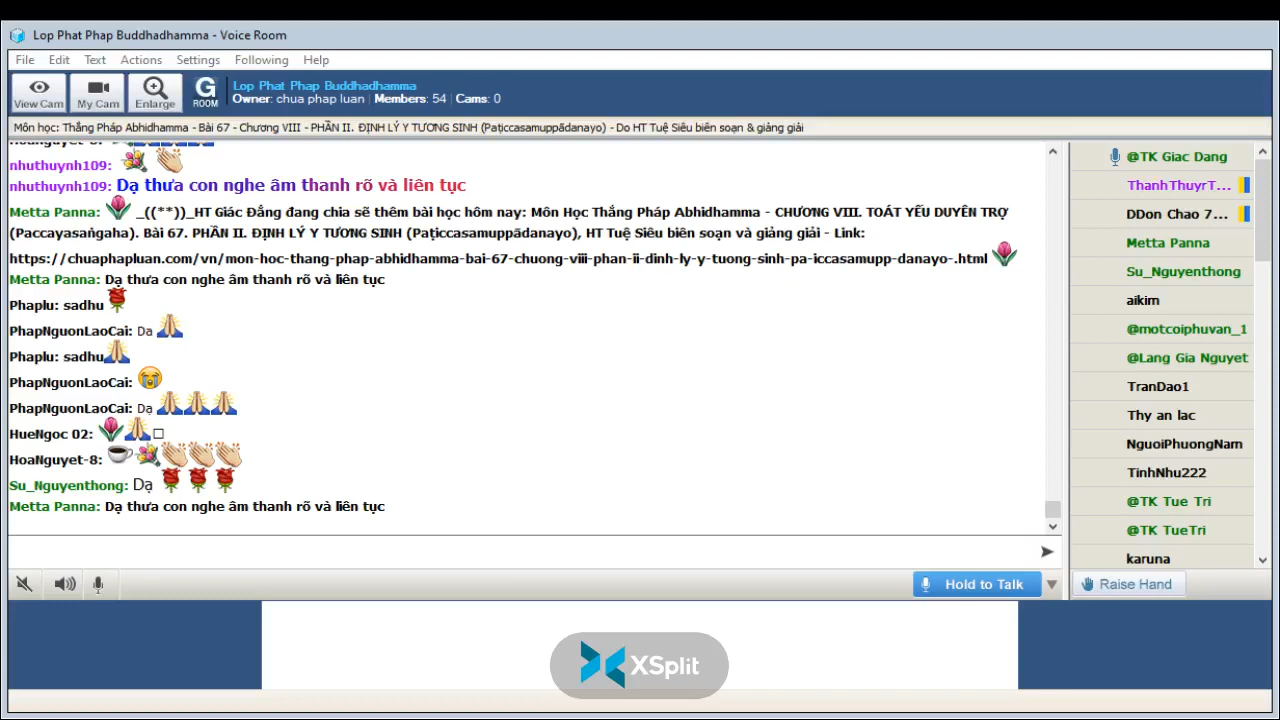 Lop Phat Phap Buddhadhamma - Voice Room
File Edit Text Actions Settings Following Help
View Cam My Cam Enlarge G ROOM
Lop Phat Phap Buddhadhamma
Owner: chua phap luan | Members: 54 | Cams: 0
Môn học: Thắng Pháp Abhidhamma - Bài 67 - Chương VIII - PHẦN II. ĐỊNH LÝ Y TƯƠNG SINH (Paṭiccasamuppādanayo) - Do HT Tuệ Siêu biên soạn & giảng giải
HoaNguyet-8:
nhuthuynh109:
nhuthuynh109: Dạ thưa con nghe âm thanh rõ và liên tục
Metta Panna: _((**))_HT Giác Đẳng đang chia sẽ thêm bài học hôm nay: Môn Học Thắng Pháp Abhidhamma - CHƯƠNG VIII. TOÁT YẾU DUYÊN TRỢ
(Paccayasaṅgaha). Bài 67. PHẦN II. ĐỊNH LÝ Y TƯƠNG SINH (Paṭiccasamuppādanayo), HT Tuệ Siêu biên soạn và giảng giải - Link:
https://chuaphapluan.com/vn/mon-hoc-thang-phap-abhidhamma-bai-67-chuong-viii-phan-ii-dinh-ly-y-tuong-sinh-pa-iccasamupp-danayo-.html
Metta Panna: Dạ thưa con nghe âm thanh rõ và liên tục
Phaplu: sadhu
PhapNguonLaoCai: Dạ
Phaplu: sadhu
PhapNguonLaoCai:
PhapNguonLaoCai: Dạ
HueNgoc 02:
HoaNguyet-8:
Su_Nguyenthong: Dạ
Metta Panna: Dạ thưa con nghe âm thanh rõ và liên tục
Hold to Talk
@TK Giac Dang
ThanhThuyrT...
DDon Chao 7...
Metta Panna
Su_Nguyenthong
aikim
@motcoiphuvan_1
@Lang Gia Nguyet
TranDao1
Thy an lac
NguoiPhuongNam
TinhNhu222
@TK Tue Tri
@TK TueTri
karuna
Raise Hand
XSplit